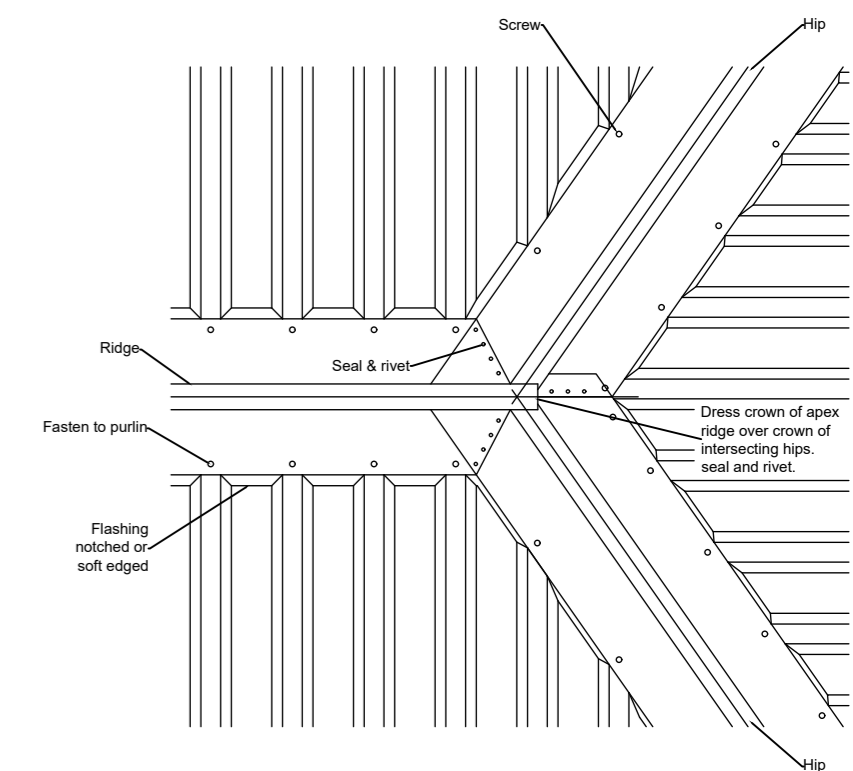 Screw
Hip
Ridge
Seal & rivet
Fasten to purlin
Dress crown of apex
ridge over crown of
intersecting hips.
seal and rivet.
Flashing
notched or
soft edged
Hip